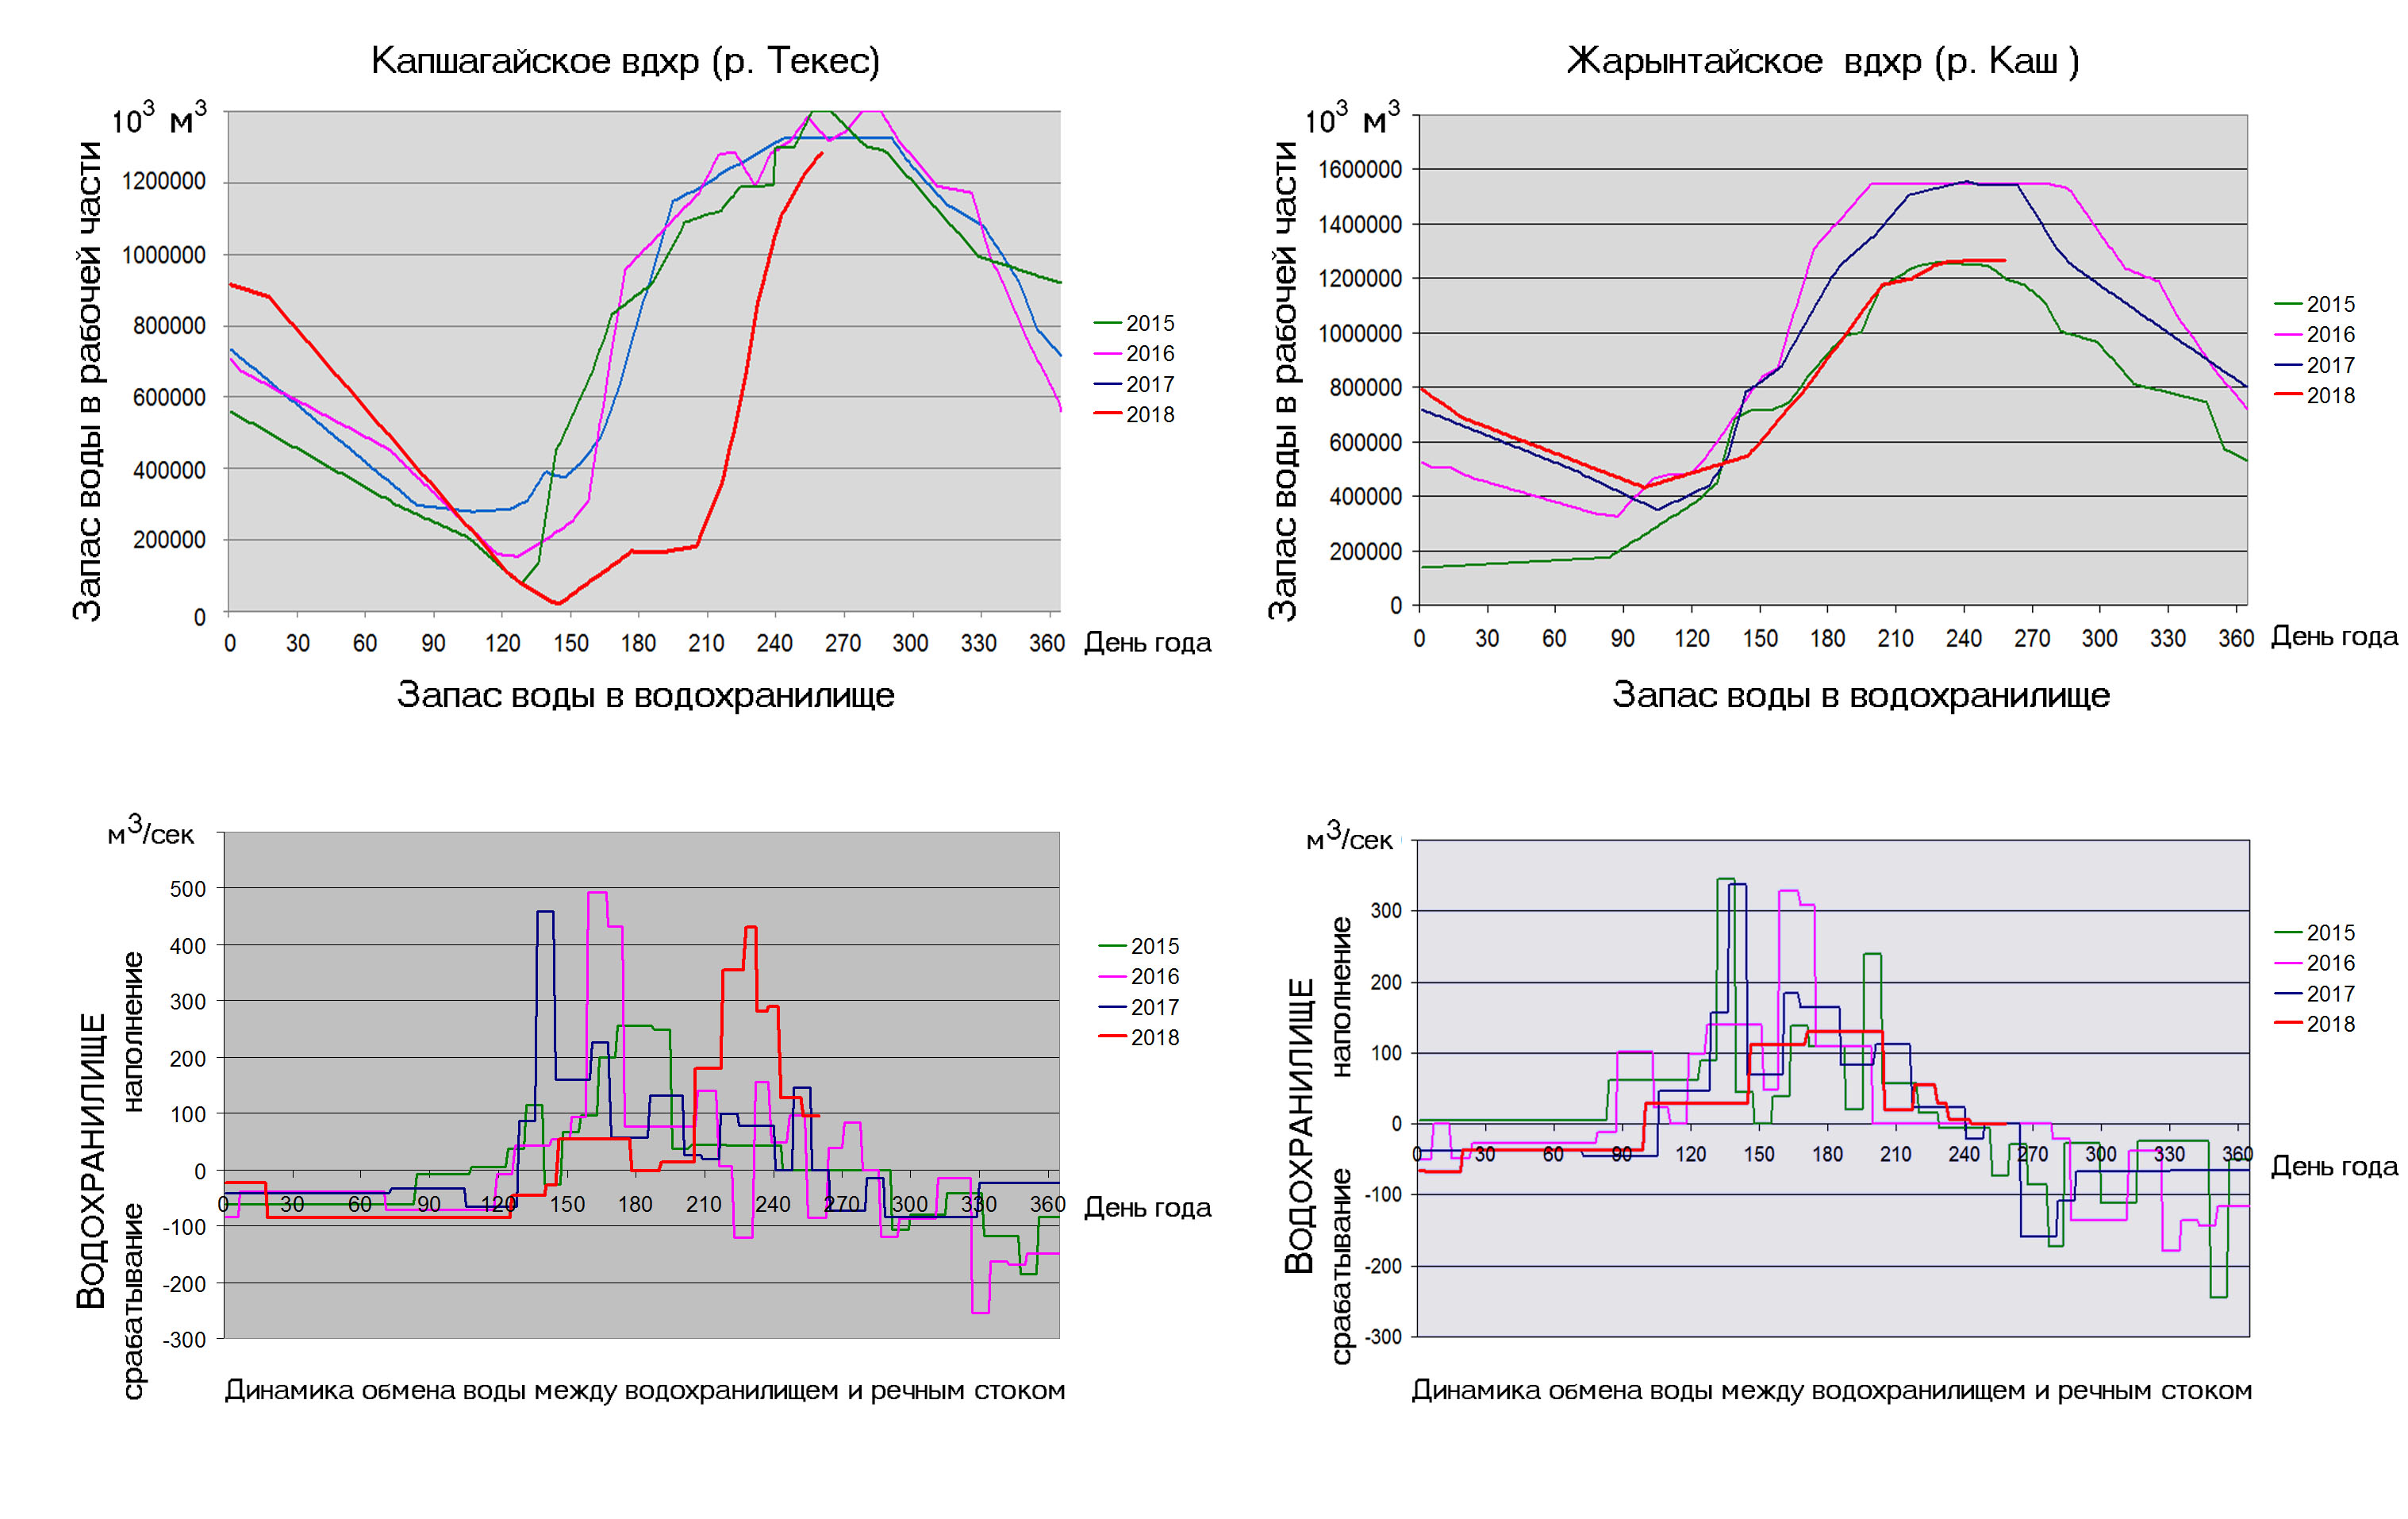 Капшагайское вдхр (р. Текес)
10³ м³
Запас воды в рабочей части
1200000
1000000
800000
600000
400000
200000
0
0 30 60 90 120 150 180 210 240 270 300 330 360
День года
2015
2016
2017
2018
Запас воды в водохранилище
Жарынтайское вдхр (р. Каш )
10³ м³
Запас воды в рабочей части
1600000
1400000
1200000
1000000
800000
600000
400000
200000
0
0 30 60 90 120 150 180 210 240 270 300 330 360
День года
2015
2016
2017
2018
Запас воды в водохранилище
м³/сек
ВОДОХРАНИЛИЩЕ
срабатывание наполнение
500
400
300
200
100
0
-100
-200
-300
0 30 60 90 120 150 180 210 240 270 300 330 360
День года
2015
2016
2017
2018
Динамика обмена воды между водохранилищем и речным стоком
м³/сек
ВОДОХРАНИЛИЩЕ
срабатывание наполнение
300
200
100
0
-100
-200
-300
0 30 60 90 120 150 180 210 240 270 300 330 360
День года
2015
2016
2017
2018
Динамика обмена воды между водохранилищем и речным стоком